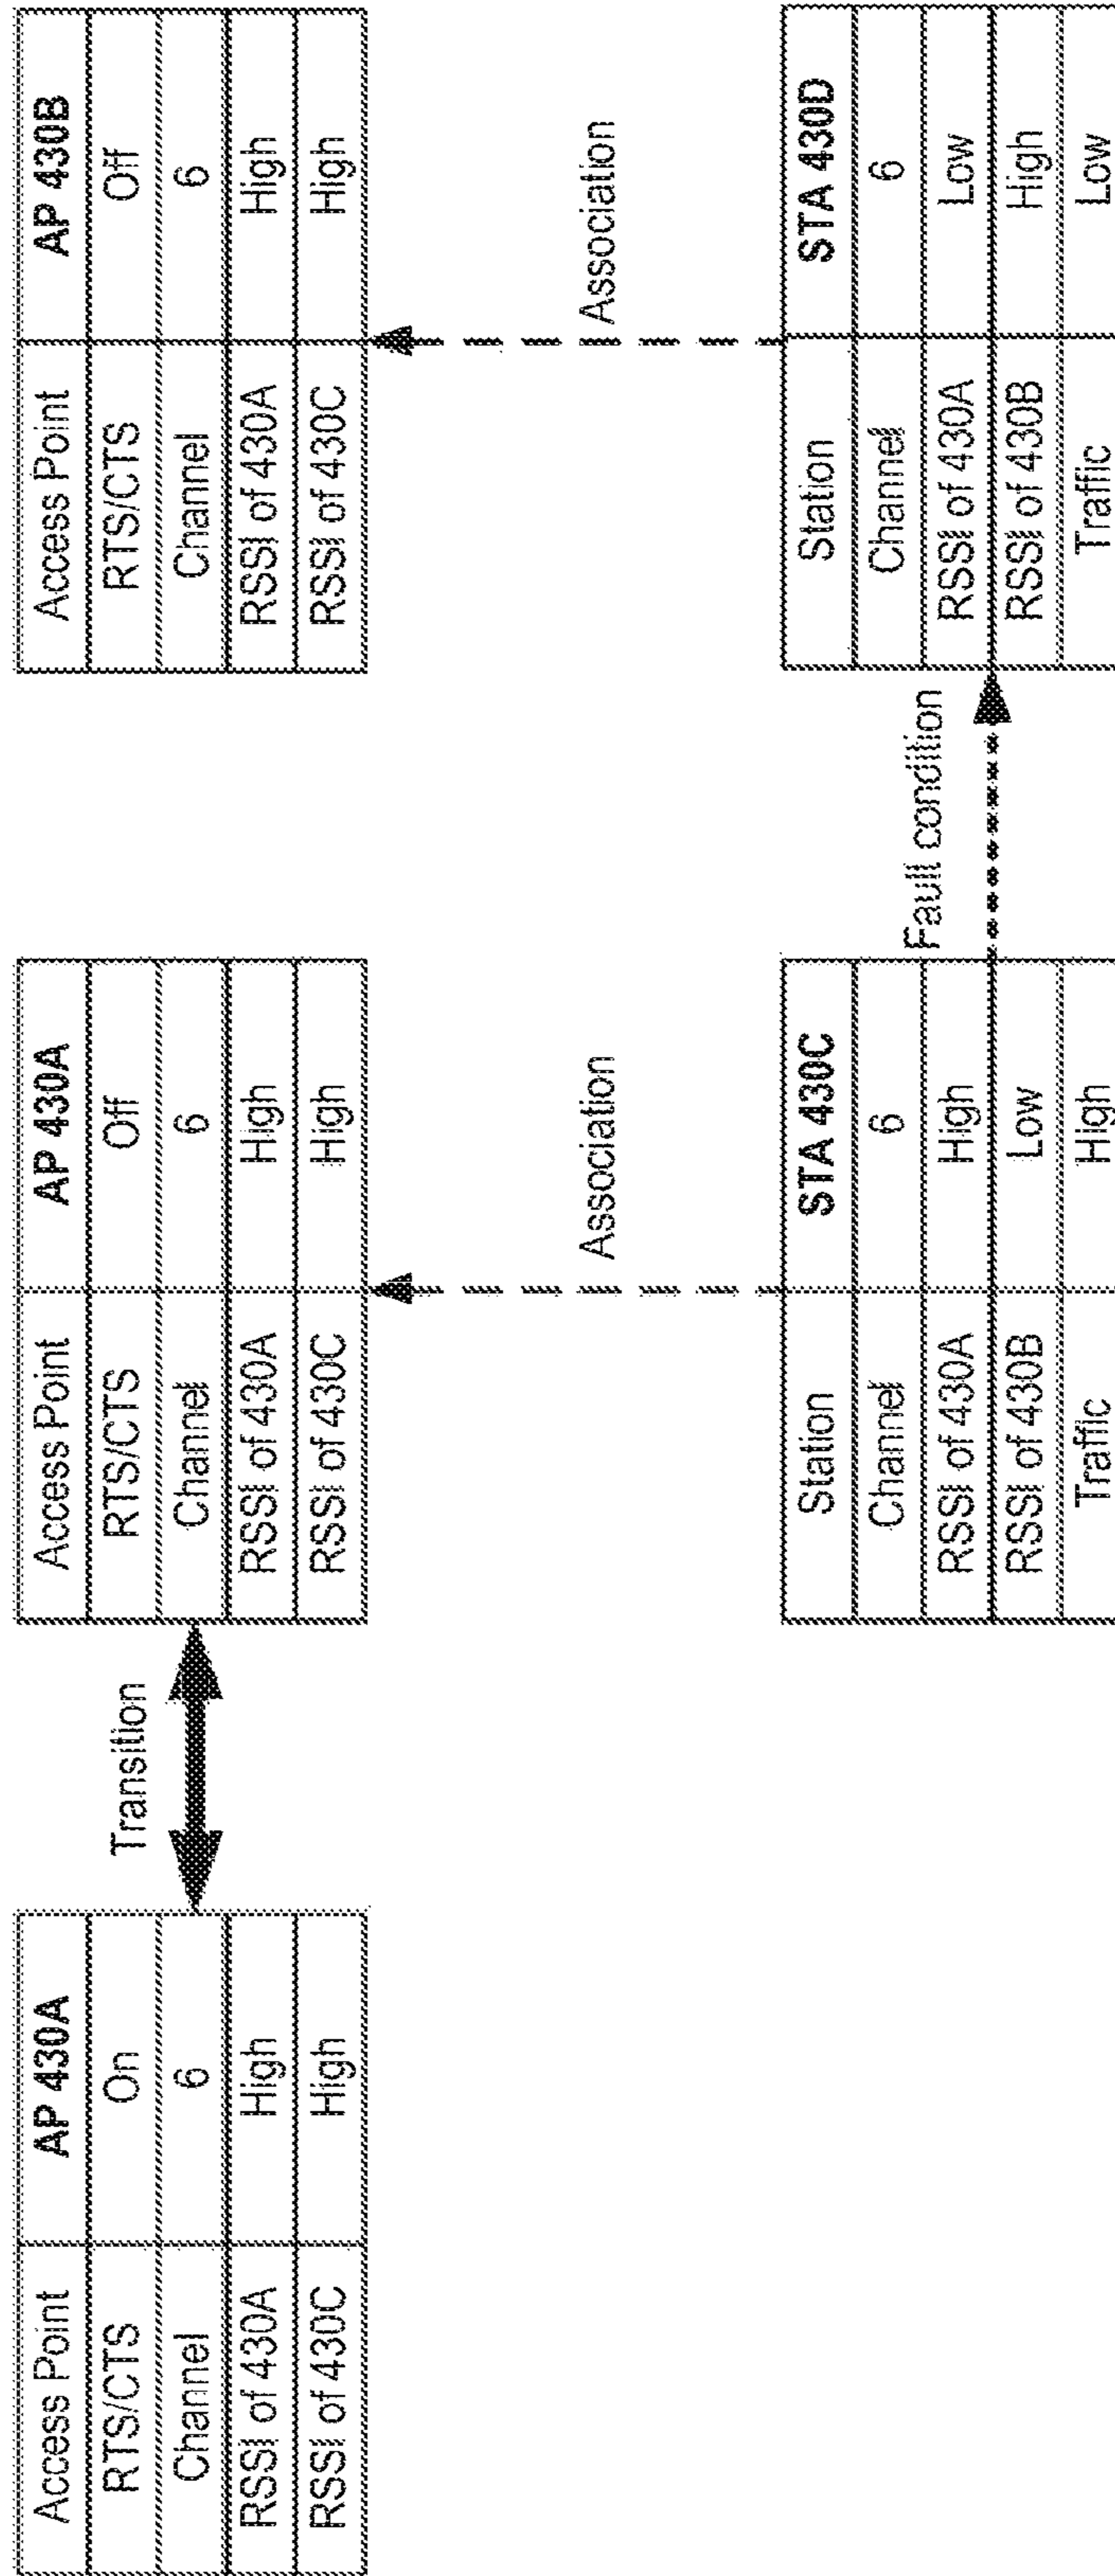 Access Point AP 430A
RTS/CTS On
Channel 6
RSSI of 430A High
RSSI of 430C High
Transition
Access Point AP 430A
RTS/CTS Off
Channel 6
RSSI of 430A High
RSSI of 430C High
Access Point AP 430B
RTS/CTS Off
Channel 6
RSSI of 430A High
RSSI of 430C High
Association
Association
Station STA 430C
Channel 6
RSSI of 430A High
RSSI of 430B Low
Traffic High
Fault condition
Station STA 430D
Channel 6
RSSI of 430A Low
RSSI of 430B High
Traffic Low